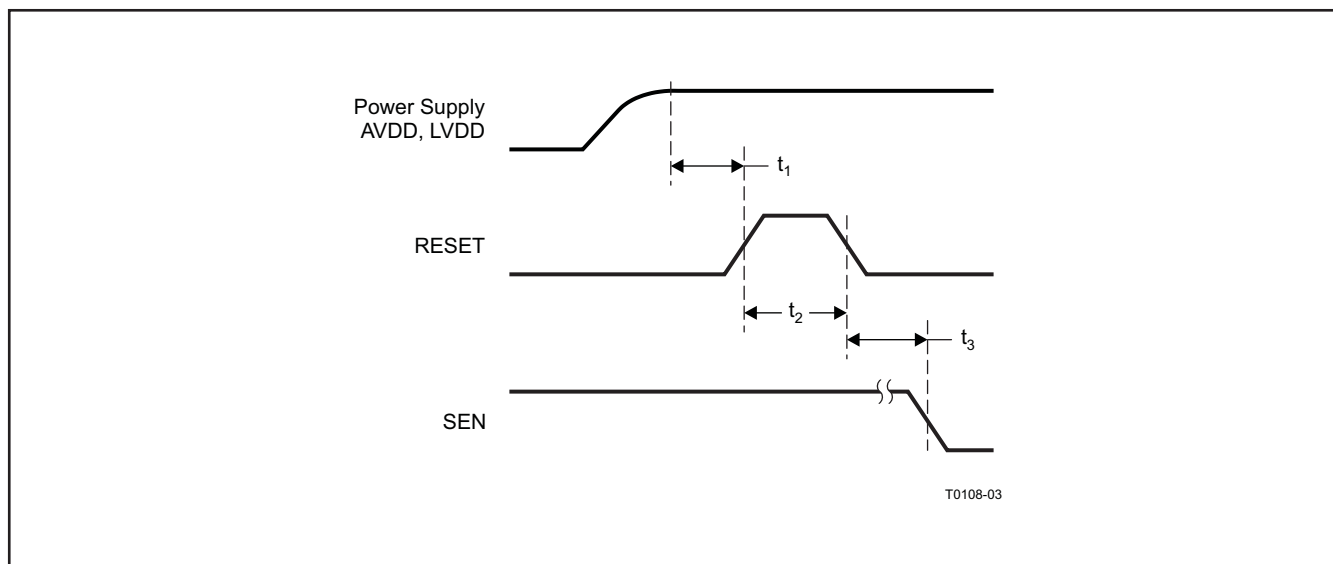 Power Supply
AVDD, LVDD
t1
RESET
t2
t3
SEN
T0108-03